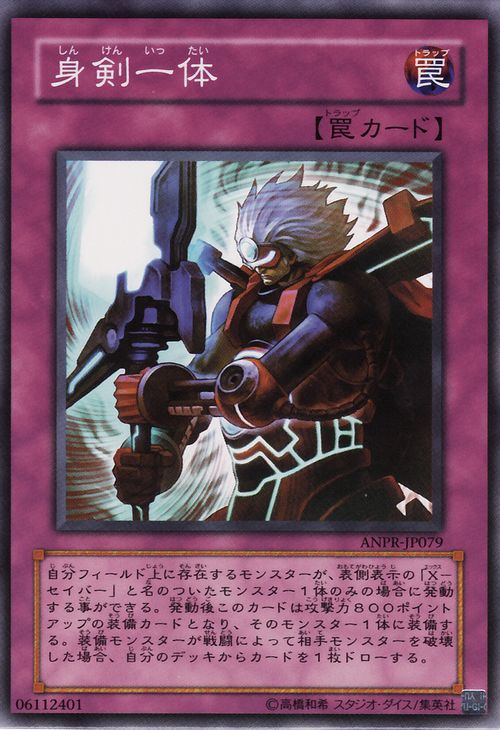 しん けん いっ たい
身剣一体
トラップ
罠
トラップ
【罠カード】
ANPR-JP079
自分フィールド上に存在するモンスターが、表側表示の「X-
セイバー」と名のついたモンスター1体のみの場合に発動
する事ができる。発動後このカードは攻撃力800ポイント
アップの装備カードとなり、そのモンスター1体に装備す
る。装備モンスターが戦闘によって相手モンスターを破壊
した場合、自分のデッキからカードを1枚ドローする。
06112401
©高橋和希 スタジオ・ダイス/集英社